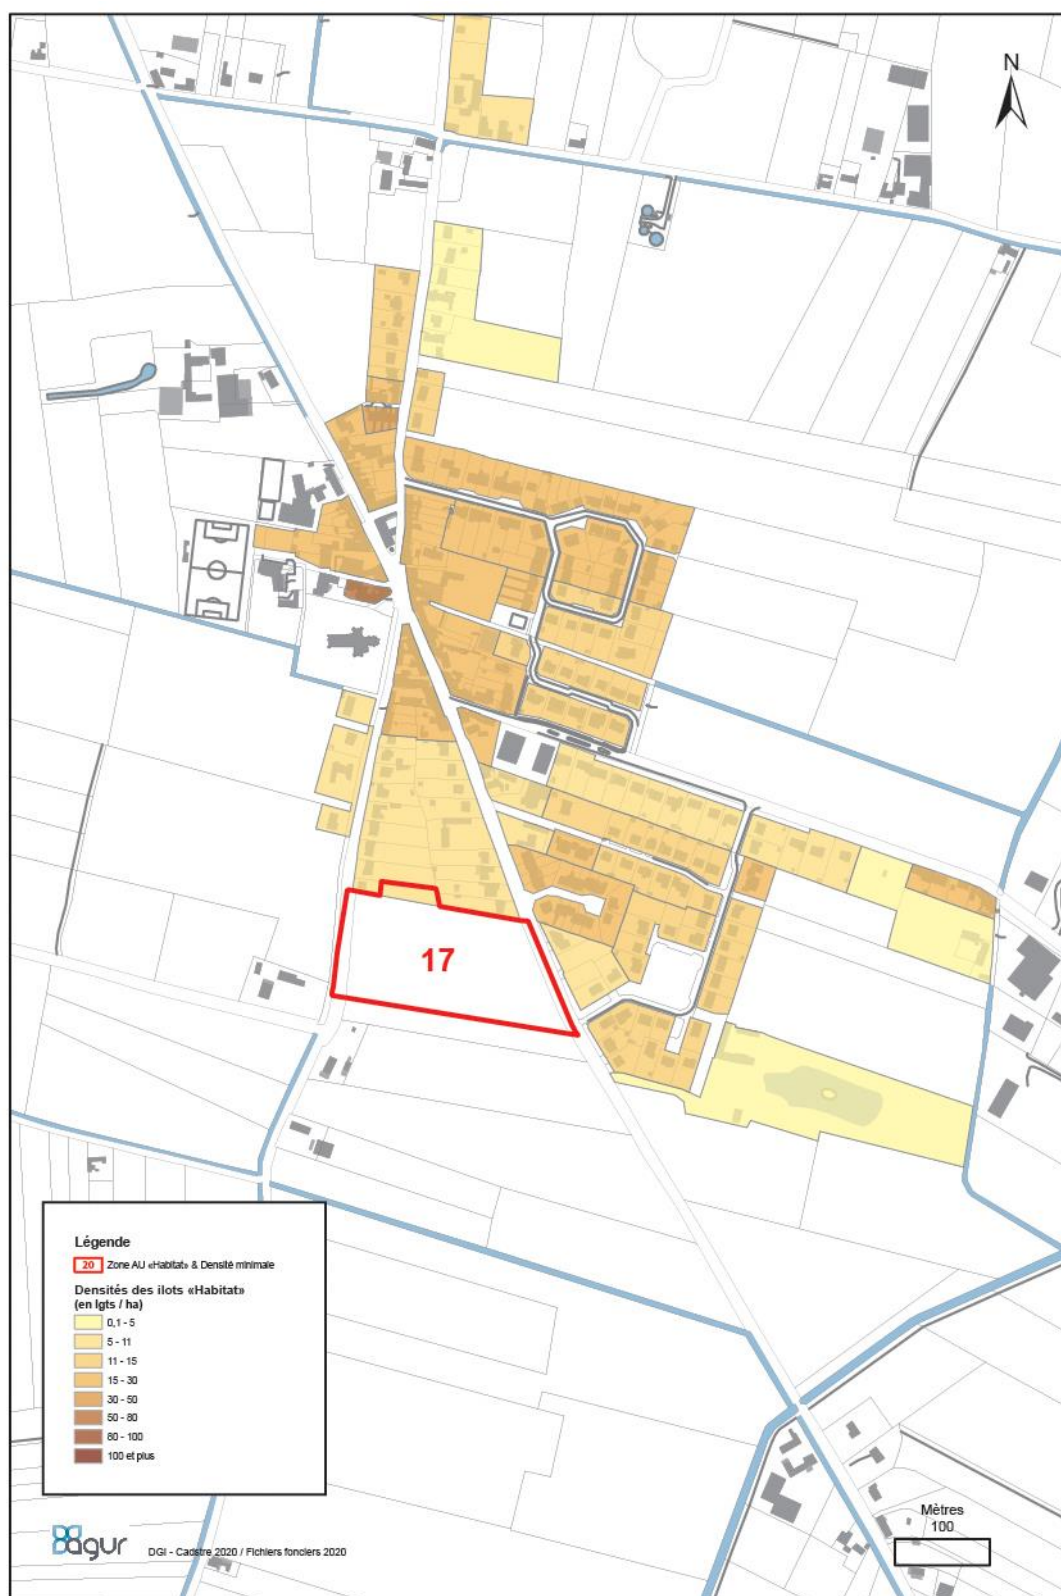 N
17
Légende
20 Zone AU «Habitat» & Densité minimale
Densités des ilots «Habitat»
(en lgts / ha)
0,1 - 5
5 - 11
11 - 15
15 - 30
30 - 50
50 - 80
80 - 100
100 et plus
agur
DGI - Cadstre 2020 / Fichiers fonciers 2020
Mètres
100